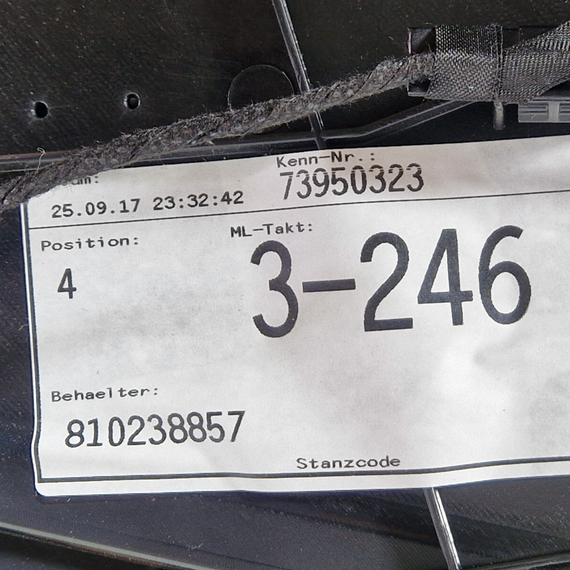 Kenn-Nr.:
73950323
25.09.17 23:32:42
Position:
ML-Takt:
4
3-246
Behaelter:
810238857
Stanzcode